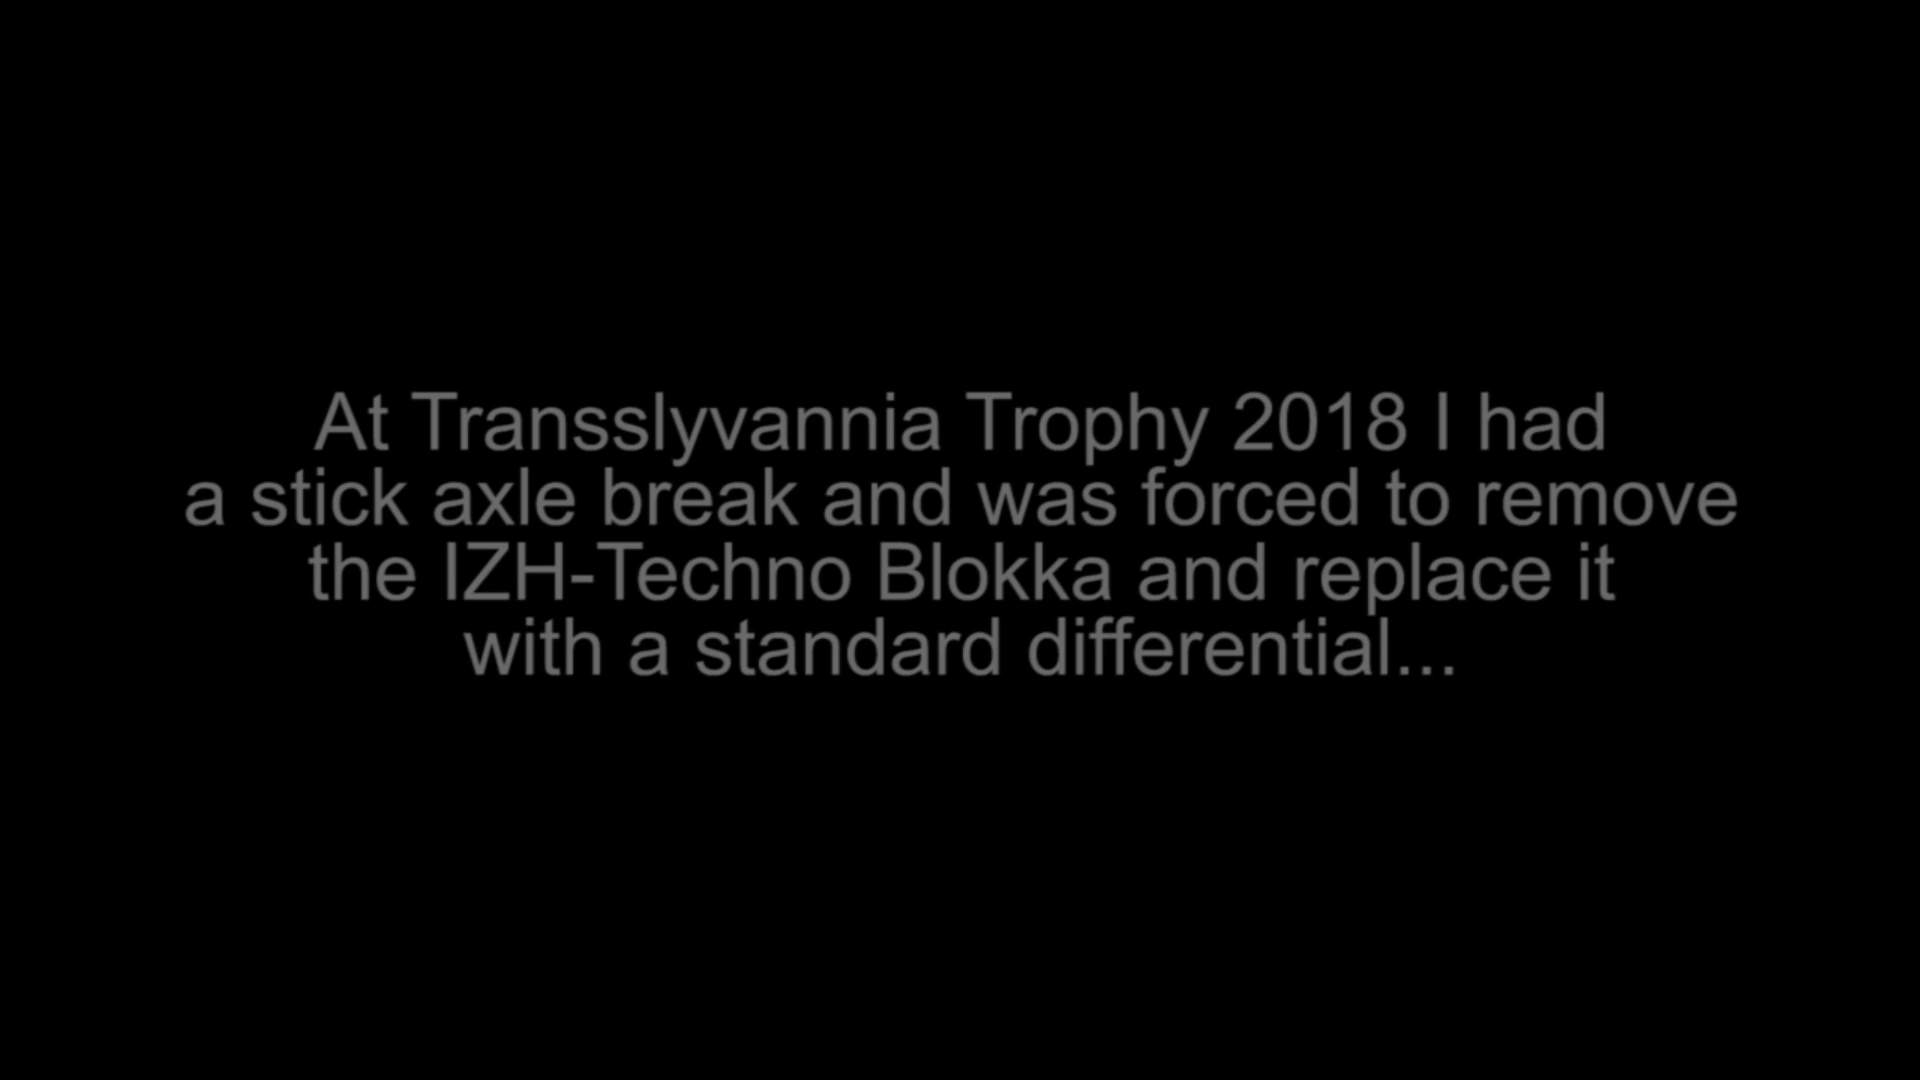 At Transslyvannia Trophy 2018 I had
a stick axle break and was forced to remove
the IZH-Techno Blokka and replace it
with a standard differential...